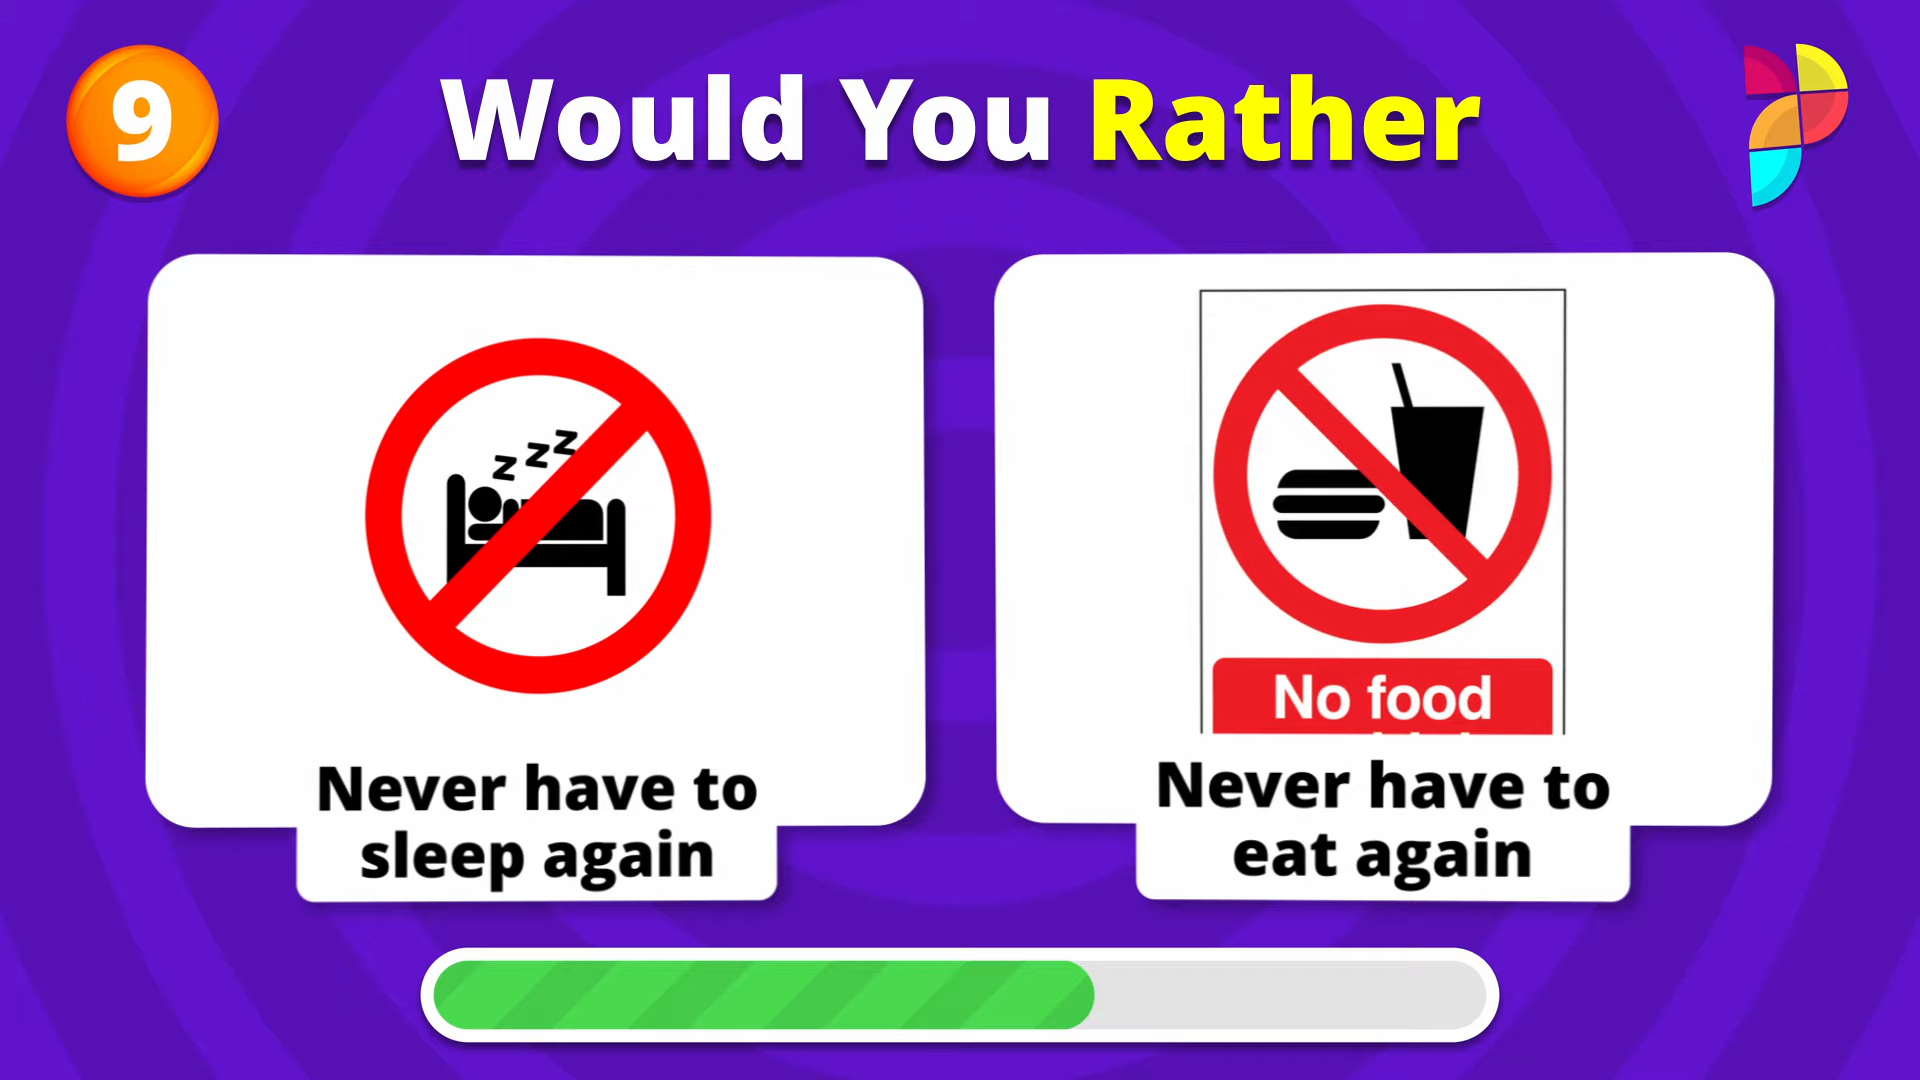 9
Would You Rather
z z z
No food
Never have to
sleep again
Never have to
eat again